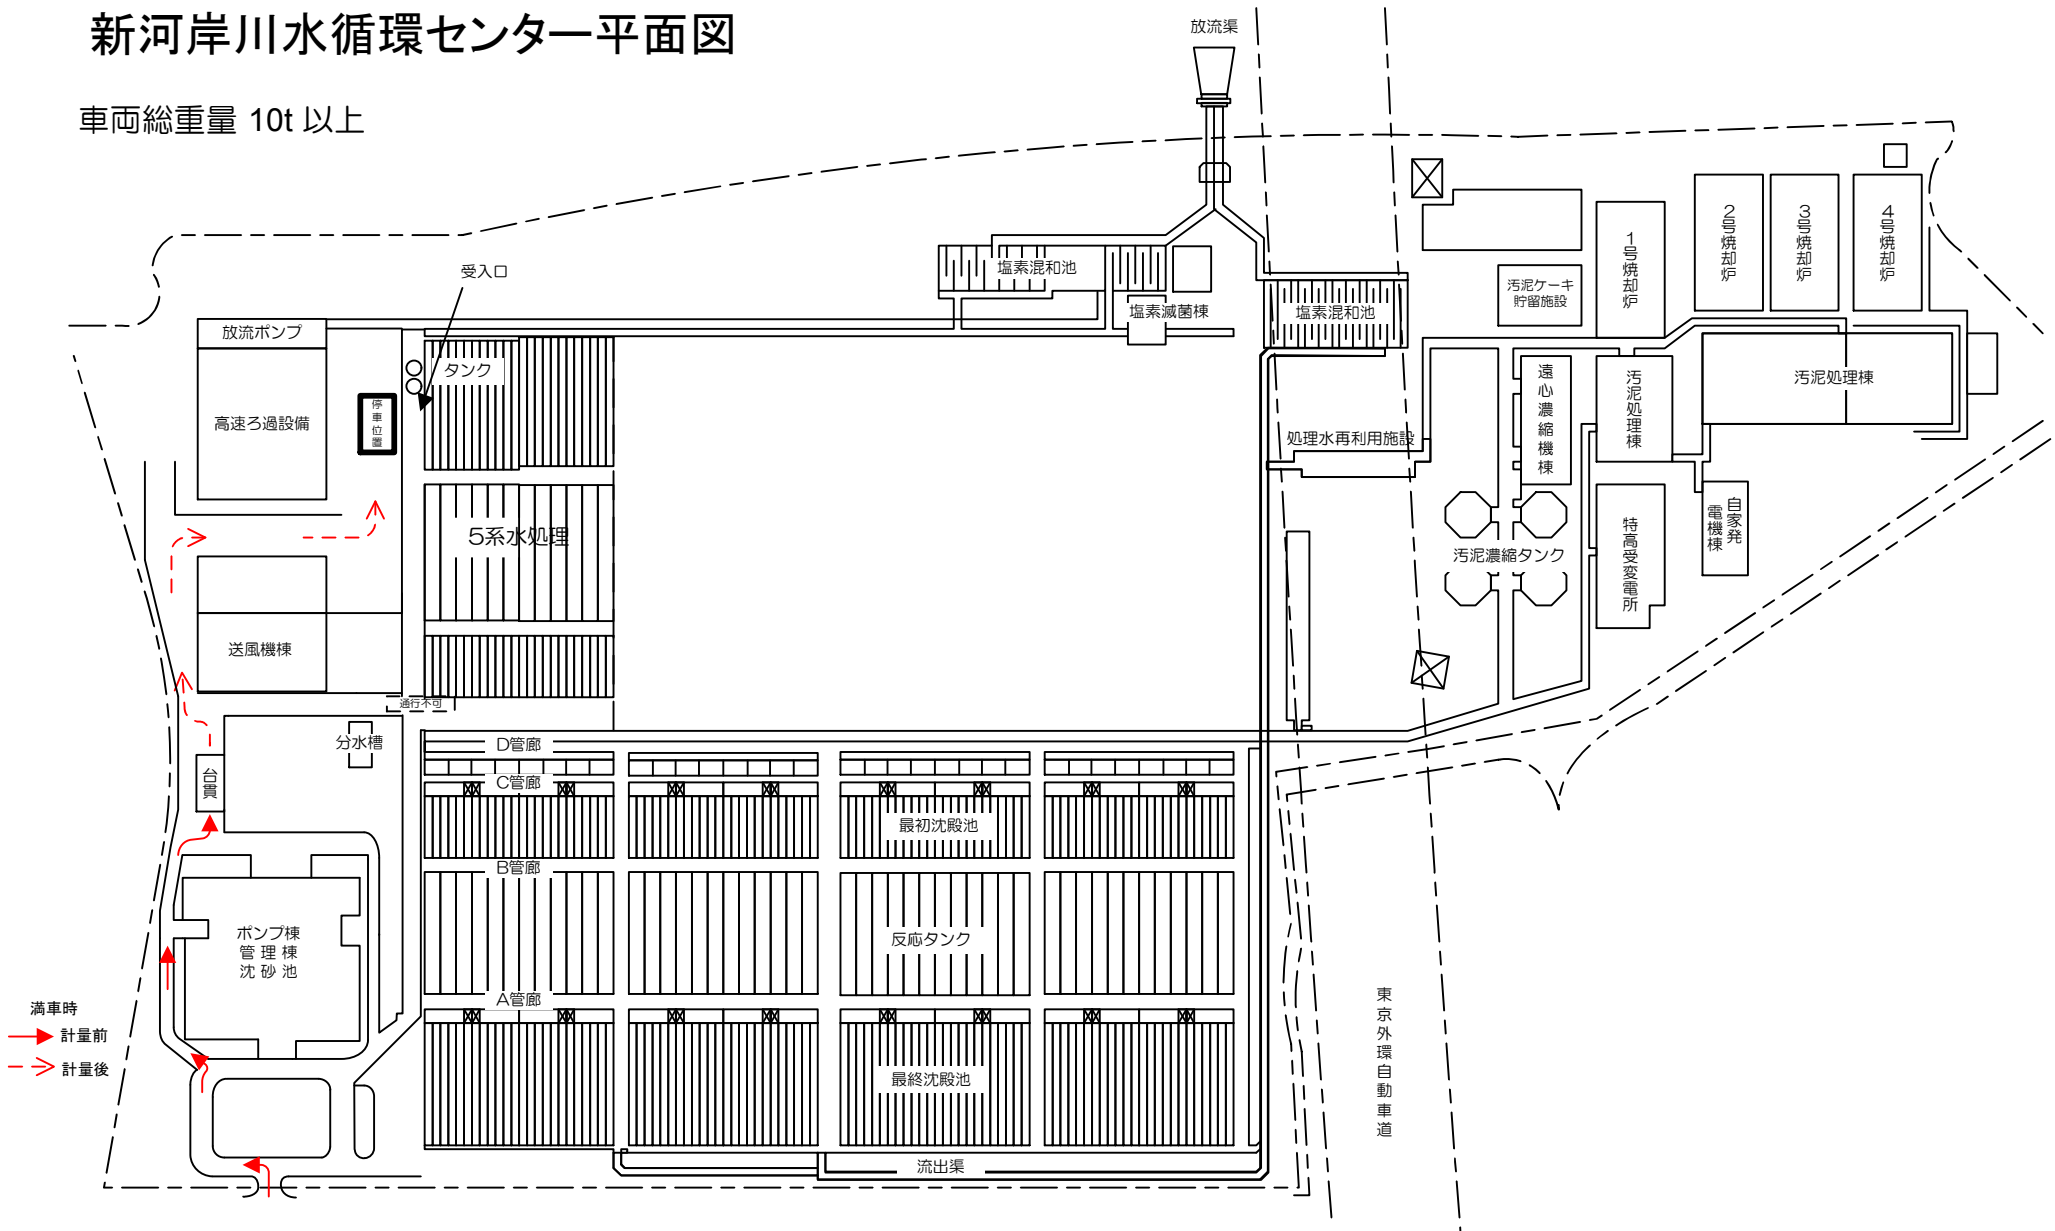 新河岸川水循環センター平面図
車両総重量 10t 以上
放流渠
受入口
塩素混和池
塩素滅菌棟
塩素混和池
汚泥ケーキ
貯留施設
1号焼却炉
2号焼却炉
3号焼却炉
4号焼却炉
放流ポンプ
タンク
高速ろ過設備
停車位置
5系水処理
処理水再利用施設
遠心濃縮機棟
汚泥処理棟
汚泥処理棟
汚泥濃縮タンク
特高受変電所
自家発
電機棟
送風機棟
通行不可
分水槽
台貫
D管廊
C管廊
最初沈殿池
B管廊
ポンプ棟
管理棟
沈砂池
反応タンク
A管廊
満車時
計量前
計量後
最終沈殿池
流出渠
東京外環自動車道